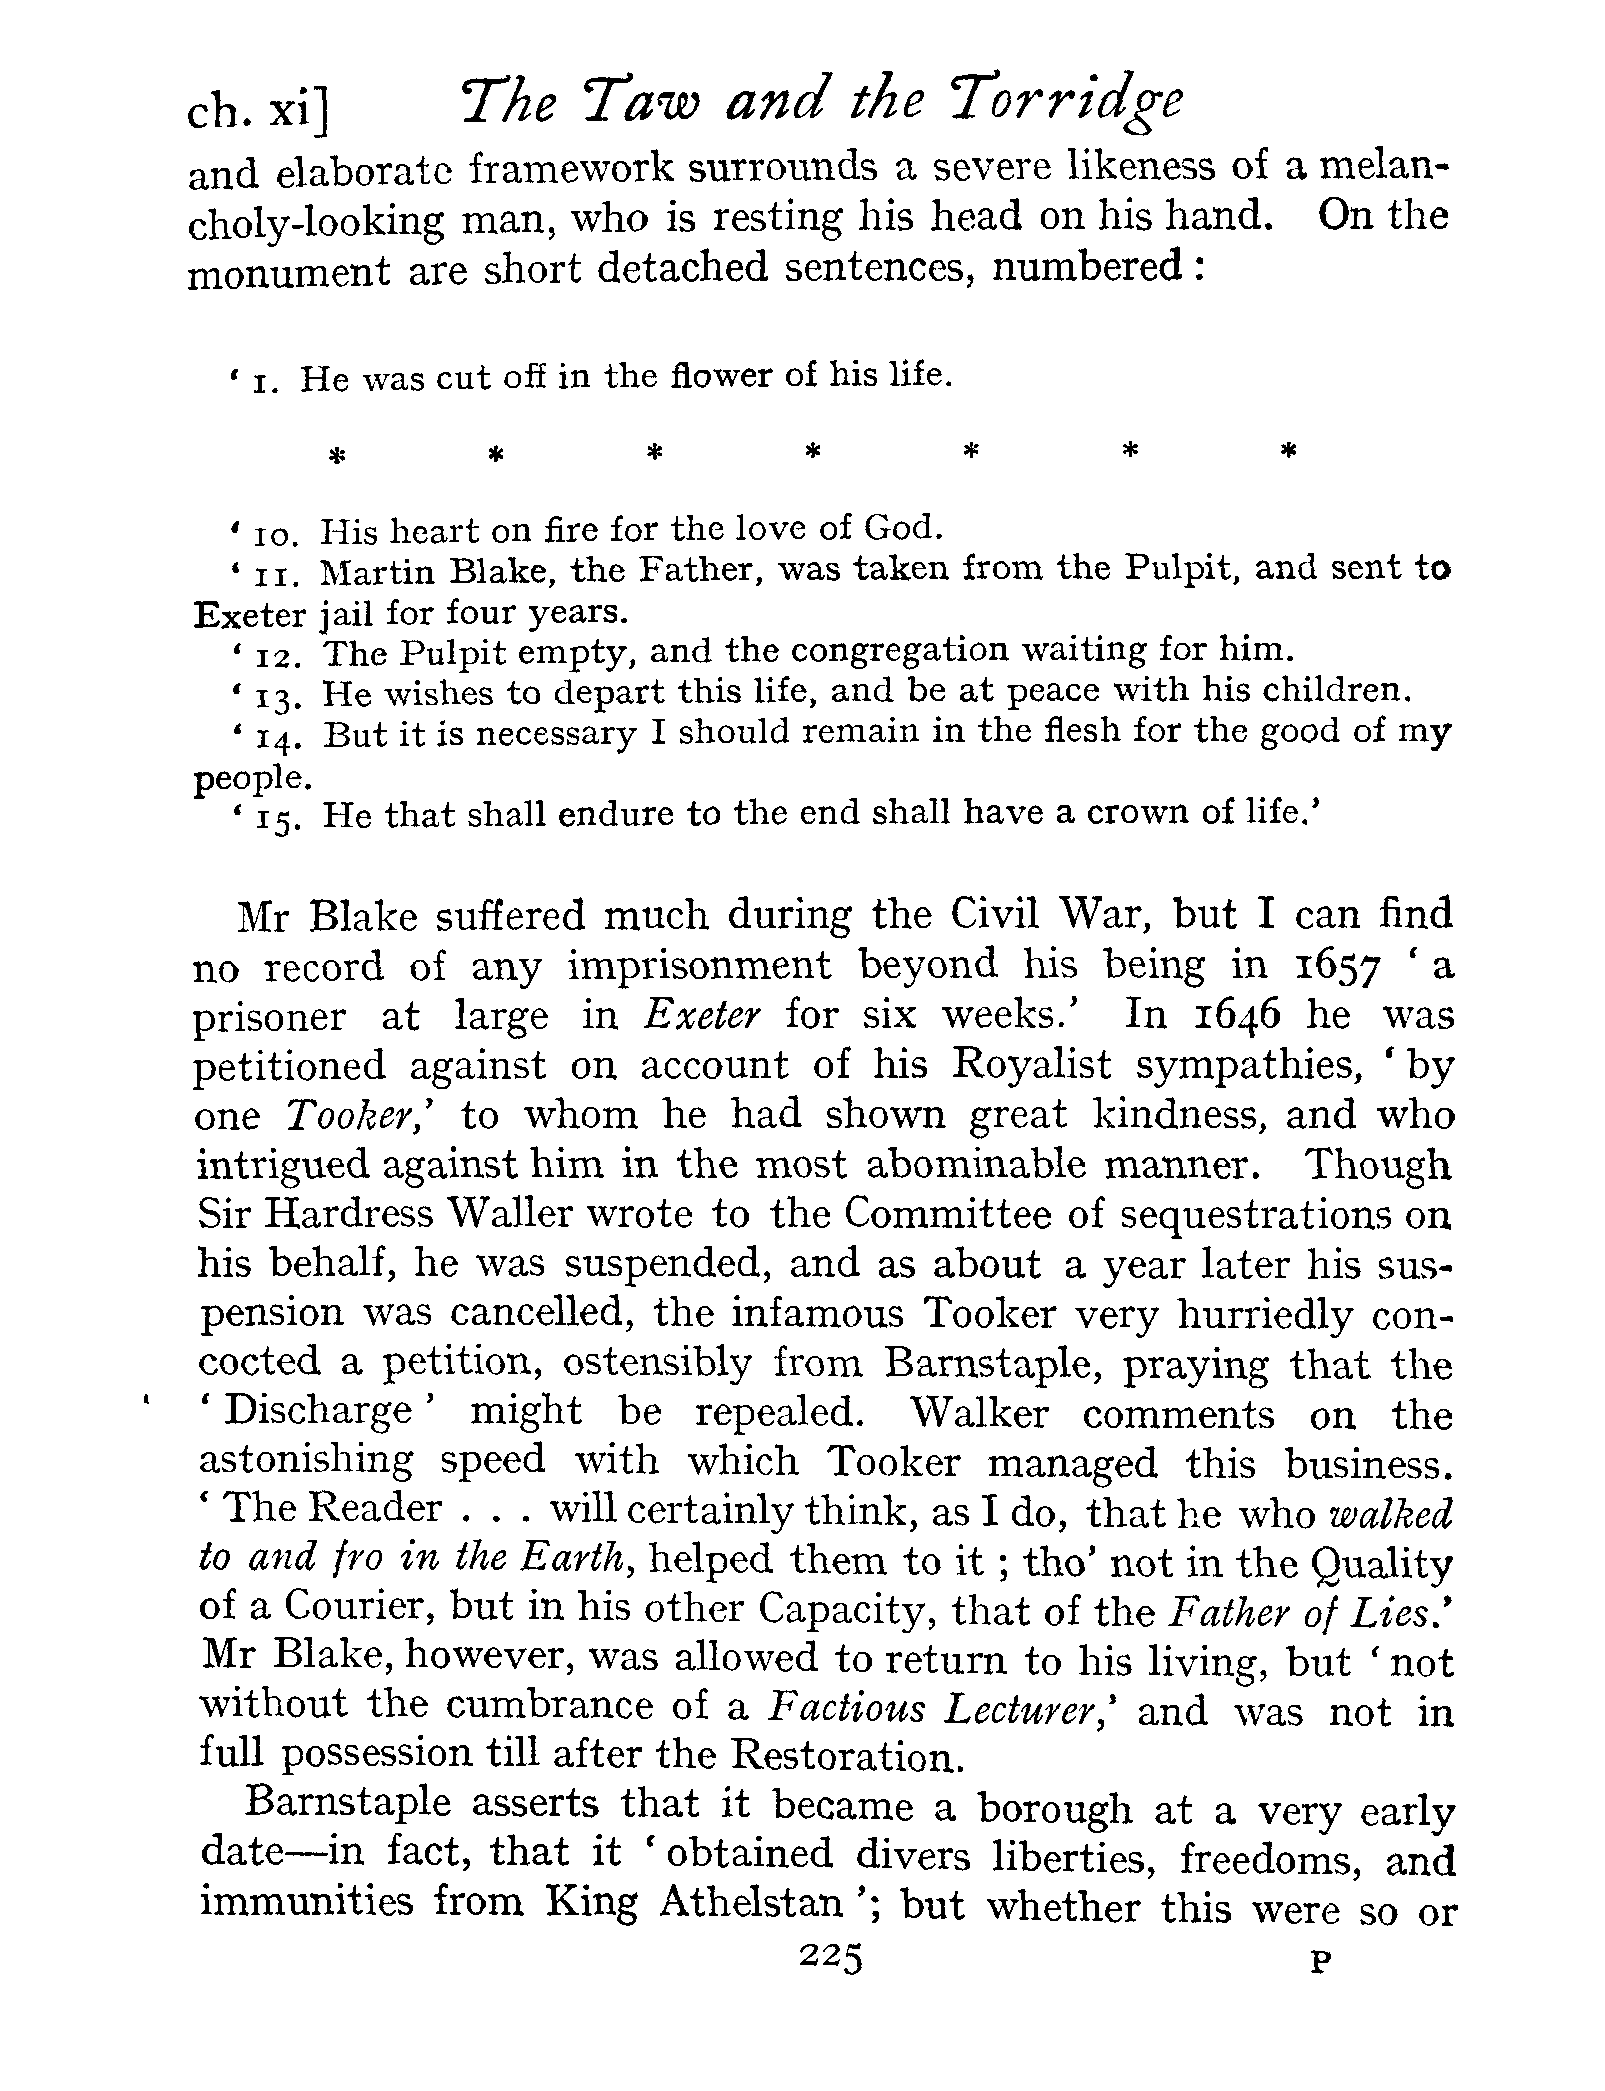 ch. xi] The Taw and the Torridge
and elaborate framework surrounds a severe likeness of a melan-
choly-looking man, who is resting his head on his hand. On the
monument are short detached sentences, numbered :
‘ 1. He was cut off in the flower of his life.
* * * * * * *
‘ 10. His heart on fire for the love of God.
‘ 11. Martin Blake, the Father, was taken from the Pulpit, and sent to
Exeter jail for four years.
‘ 12. The Pulpit empty, and the congregation waiting for him.
‘ 13. He wishes to depart this life, and be at peace with his children.
‘ 14. But it is necessary I should remain in the flesh for the good of my
people.
‘ 15. He that shall endure to the end shall have a crown of life.’
Mr Blake suffered much during the Civil War, but I can find
no record of any imprisonment beyond his being in 1657 ‘ a
prisoner at large in Exeter for six weeks.’ In 1646 he was
petitioned against on account of his Royalist sympathies, ‘ by
one Tooker,’ to whom he had shown great kindness, and who
intrigued against him in the most abominable manner. Though
Sir Hardress Waller wrote to the Committee of sequestrations on
his behalf, he was suspended, and as about a year later his sus-
pension was cancelled, the infamous Tooker very hurriedly con-
cocted a petition, ostensibly from Barnstaple, praying that the
‘ Discharge ’ might be repealed. Walker comments on the
astonishing speed with which Tooker managed this business.
‘ The Reader . . . will certainly think, as I do, that he who walked
to and fro in the Earth, helped them to it ; tho’ not in the Quality
of a Courier, but in his other Capacity, that of the Father of Lies.’
Mr Blake, however, was allowed to return to his living, but ‘ not
without the cumbrance of a Factious Lecturer,’ and was not in
full possession till after the Restoration.
Barnstaple asserts that it became a borough at a very early
date—in fact, that it ‘ obtained divers liberties, freedoms, and
immunities from King Athelstan ’; but whether this were so or
225 P